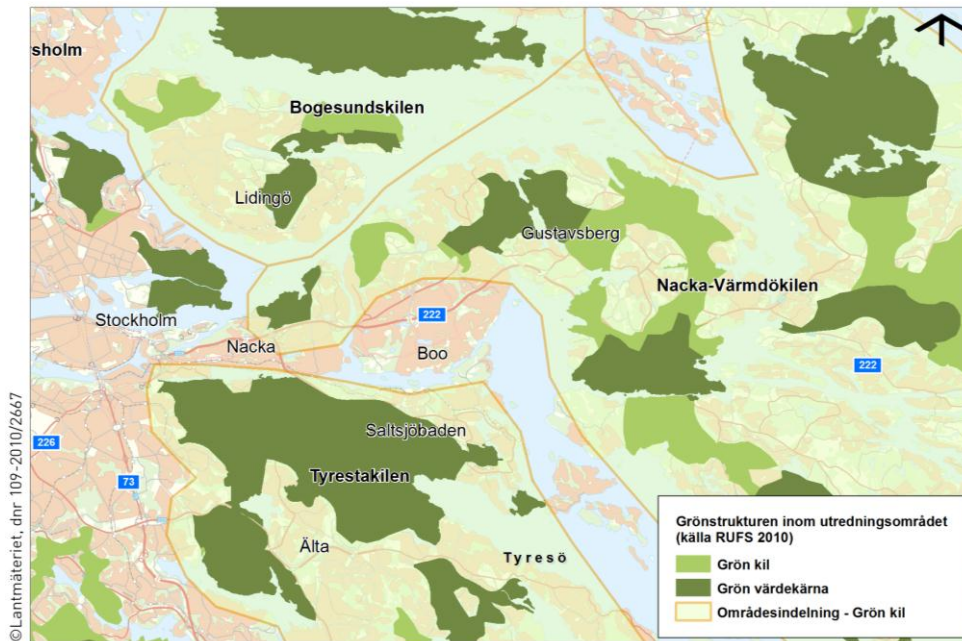 sholm
Bogesundskilen
Lidingö
Gustavsberg
Nacka-Värmdökilen
Stockholm
222
Nacka
Boo
222
Saltsjöbaden
226
Tyrestakilen
73
Älta
Tyresö
Grönstrukturen inom utredningsområdet
(källa RUFS 2010)
Grön kil
Grön värdekärna
Områdesindelning - Grön kil
©Lantmäteriet, dnr 109-2010/2667